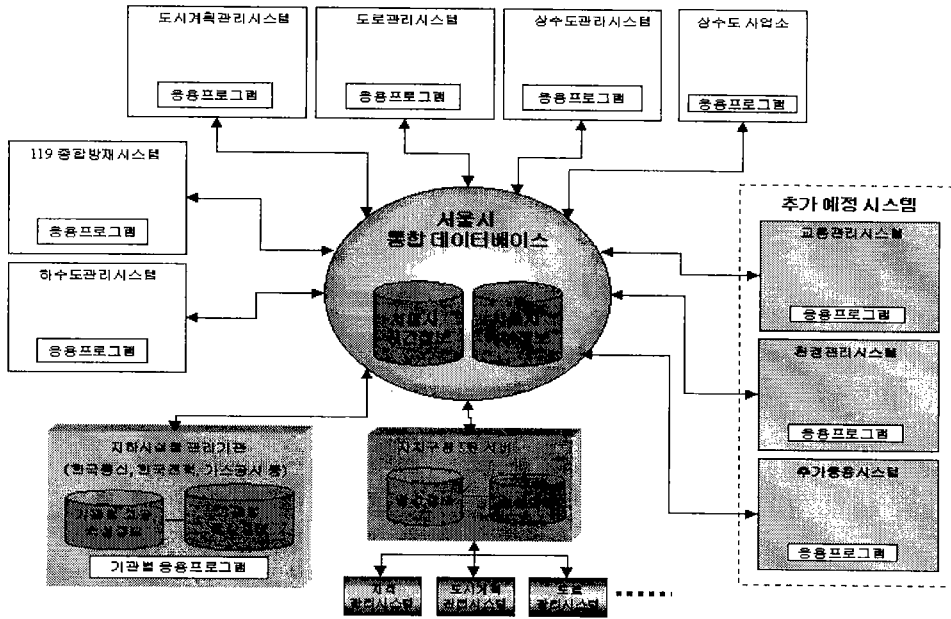 도시계획관리시스템
응용프로그램
도로관리시스템
응용프로그램
상수도관리시스템
응용프로그램
상수도 사업소
응용프로그램
119 종합방재시스템
응용프로그램
하수도관리시스템
응용프로그램
서울시
통합 데이터베이스
서울시
추가 예정 시스템
교통관리시스템
응용프로그램
환경관리시스템
응용프로그램
추가응용시스템
응용프로그램
지하시설물 관리기관
(한국통신, 한국전력, 가스공사 등)
기관별 응용프로그램
지적
관리시스템
도시계획
관리시스템
도로
관리시스템